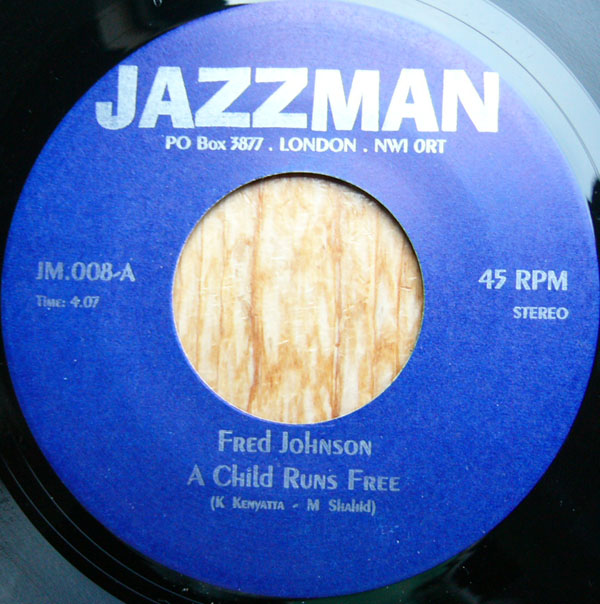 JAZZMAN
PO Box 3877 . LONDON . NW1 0RT
JM.008-A
45 RPM
Time: 4.07
STEREO
Fred Johnson
A Child Runs Free
(K Kenyatta - M Shahid)